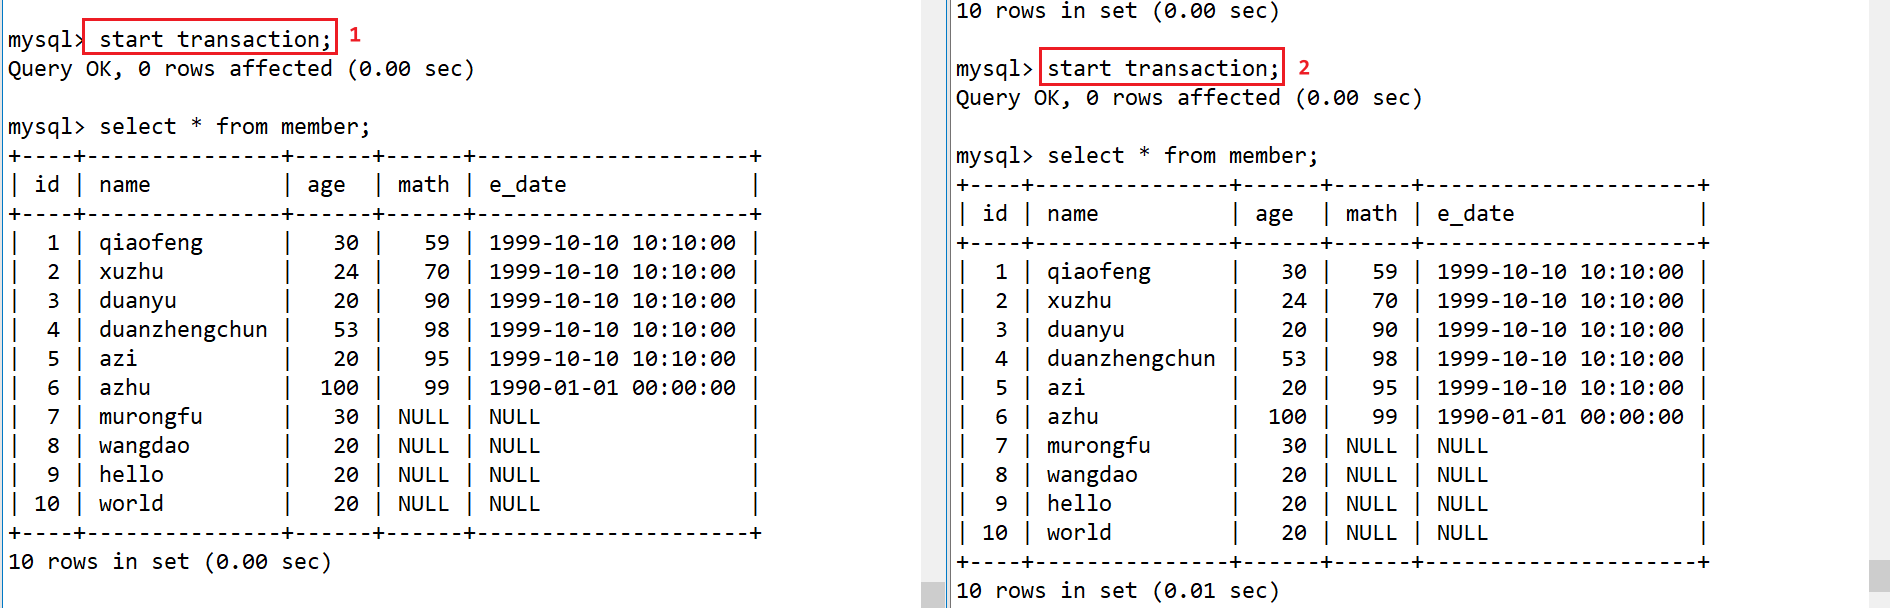 mysql> start transaction; 1
Query OK, 0 rows affected (0.00 sec)
mysql> select * from member;
+----+---------------+------+------+---------------------+
| id | name          | age  | math | e_date              |
+----+---------------+------+------+---------------------+
|  1 | qiaofeng      |   30 |   59 | 1999-10-10 10:10:00 |
|  2 | xuzhu         |   24 |   70 | 1999-10-10 10:10:00 |
|  3 | duanyu        |   20 |   90 | 1999-10-10 10:10:00 |
|  4 | duanzhengchun |   53 |   98 | 1999-10-10 10:10:00 |
|  5 | azi           |   20 |   95 | 1999-10-10 10:10:00 |
|  6 | azhu          |  100 |   99 | 1990-01-01 00:00:00 |
|  7 | murongfu      |   30 | NULL | NULL                |
|  8 | wangdao       |   20 | NULL | NULL                |
|  9 | hello         |   20 | NULL | NULL                |
| 10 | world         |   20 | NULL | NULL                |
+----+---------------+------+------+---------------------+
10 rows in set (0.00 sec)
10 rows in set (0.00 sec)
mysql> start transaction; 2
Query OK, 0 rows affected (0.00 sec)
mysql> select * from member;
+----+---------------+------+------+---------------------+
| id | name          | age  | math | e_date              |
+----+---------------+------+------+---------------------+
|  1 | qiaofeng      |   30 |   59 | 1999-10-10 10:10:00 |
|  2 | xuzhu         |   24 |   70 | 1999-10-10 10:10:00 |
|  3 | duanyu        |   20 |   90 | 1999-10-10 10:10:00 |
|  4 | duanzhengchun |   53 |   98 | 1999-10-10 10:10:00 |
|  5 | azi           |   20 |   95 | 1999-10-10 10:10:00 |
|  6 | azhu          |  100 |   99 | 1990-01-01 00:00:00 |
|  7 | murongfu      |   30 | NULL | NULL                |
|  8 | wangdao       |   20 | NULL | NULL                |
|  9 | hello         |   20 | NULL | NULL                |
| 10 | world         |   20 | NULL | NULL                |
+----+---------------+------+------+---------------------+
10 rows in set (0.01 sec)